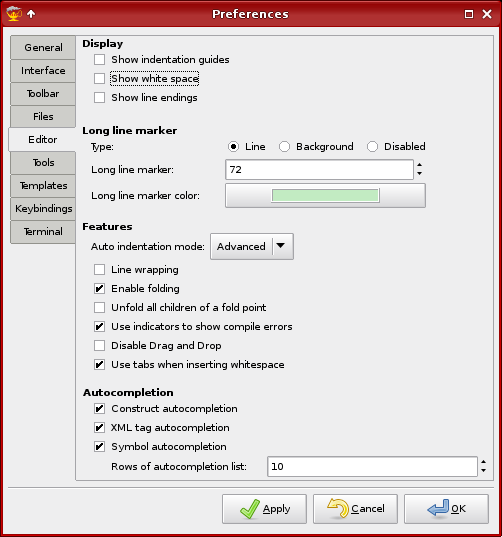 Preferences
General
Interface
Toolbar
Files
Editor
Tools
Templates
Keybindings
Terminal
Display
Show indentation guides
Show white space
Show line endings
Long line marker
Type: Line Background Disabled
Long line marker: 72
Long line marker color:
Features
Auto indentation mode: Advanced
Line wrapping
Enable folding
Unfold all children of a fold point
Use indicators to show compile errors
Disable Drag and Drop
Use tabs when inserting whitespace
Autocompletion
Construct autocompletion
XML tag autocompletion
Symbol autocompletion
Rows of autocompletion list: 10
Apply Cancel OK